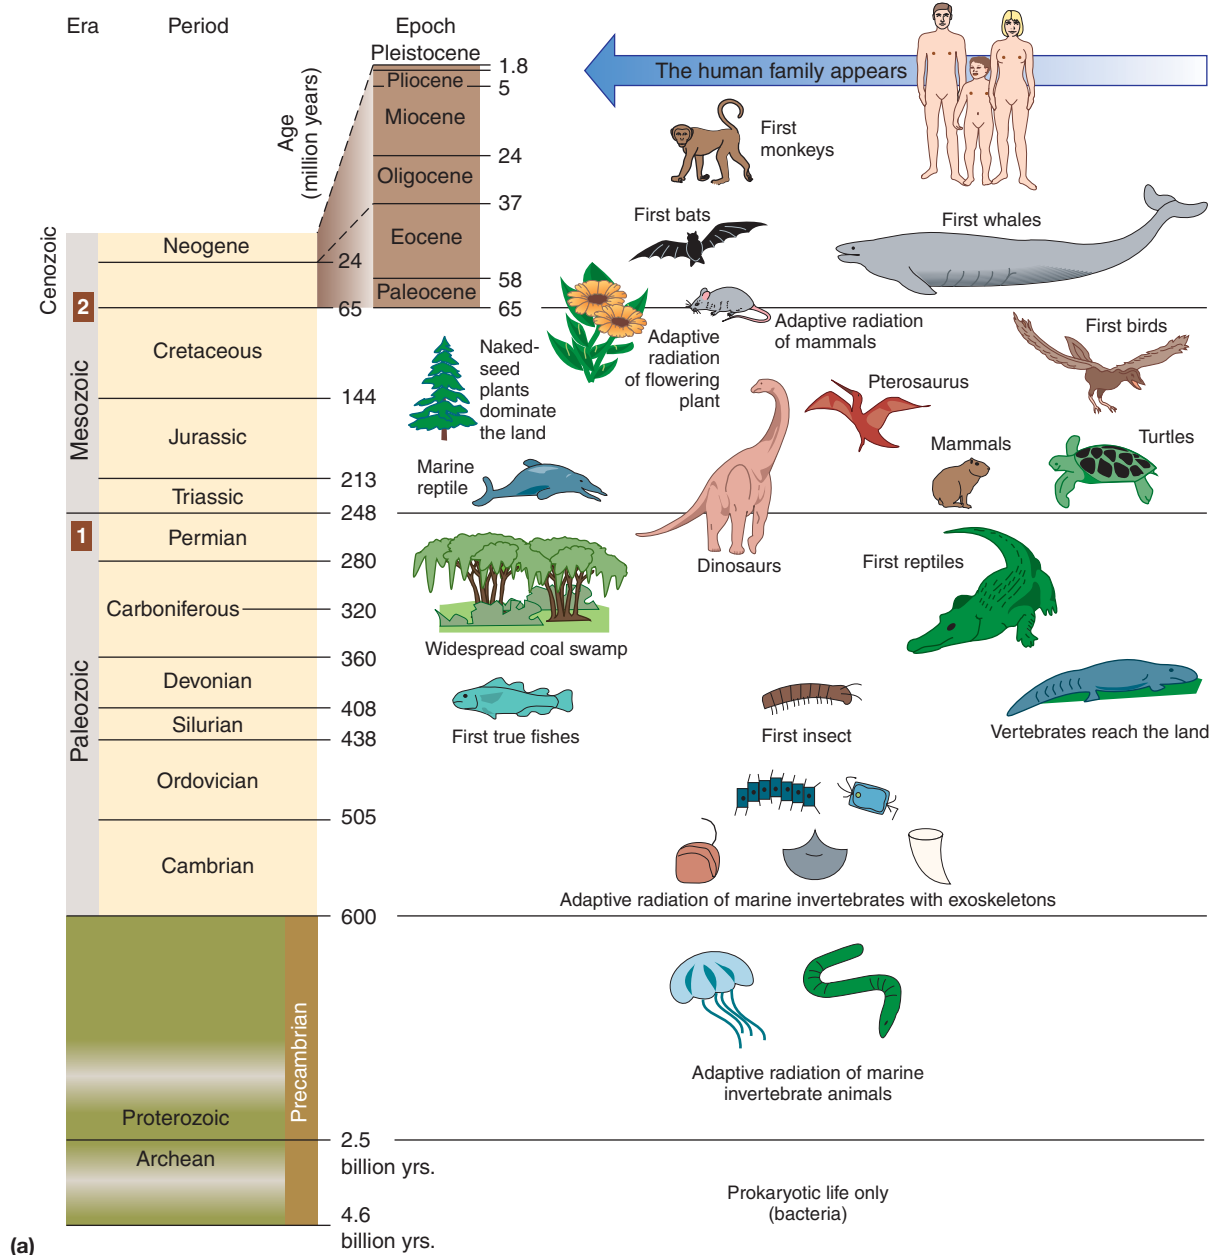 Era
Period
Epoch
Pleistocene
Age
(million years)
1.8
Pliocene
5
Miocene
24
Oligocene
37
Eocene
58
Paleocene
65
The human family appears
First
monkeys
First bats
First whales
Cenozoic
Neogene
24
2
65
Adaptive radiation
of mammals
First birds
Mesozoic
Cretaceous
144
Naked-
seed
plants
dominate
the land
Adaptive
radiation
of flowering
plant
Pterosaurus
Jurassic
213
Marine
reptile
Mammals
Turtles
Triassic
248
1
Permian
280
Dinosaurs
First reptiles
Carboniferous
320
Widespread coal swamp
360
Paleozoic
Devonian
408
Silurian
438
First true fishes
First insect
Vertebrates reach the land
Ordovician
505
Cambrian
Adaptive radiation of marine invertebrates with exoskeletons
600
Precambrian
Adaptive radiation of marine
invertebrate animals
Proterozoic
2.5
billion yrs.
Archean
Prokaryotic life only
(bacteria)
4.6
billion yrs.
(a)